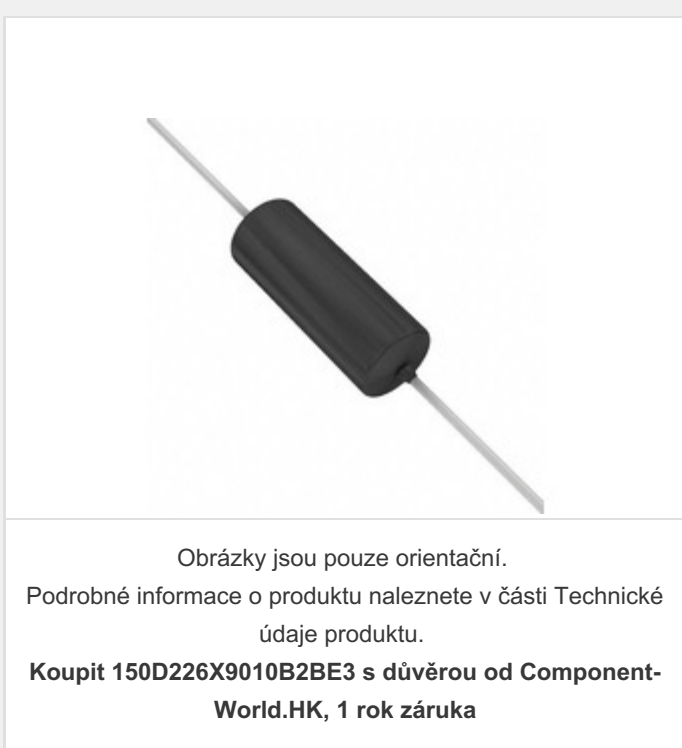 Obrázky jsou pouze orientační.
Podrobné informace o produktu naleznete v části Technické
údaje produktu.
Koupit 150D226X9010B2BE3 s důvěrou od Component-
World.HK, 1 rok záruka